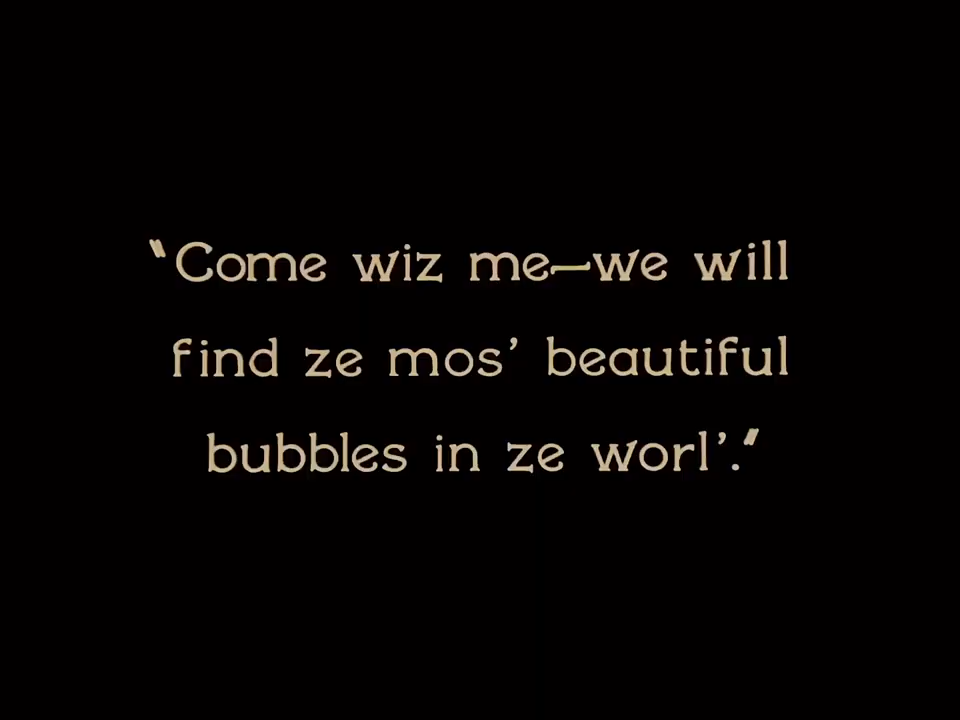 “Come wiz me—we will
find ze mos’ beautiful
bubbles in ze worl’.”